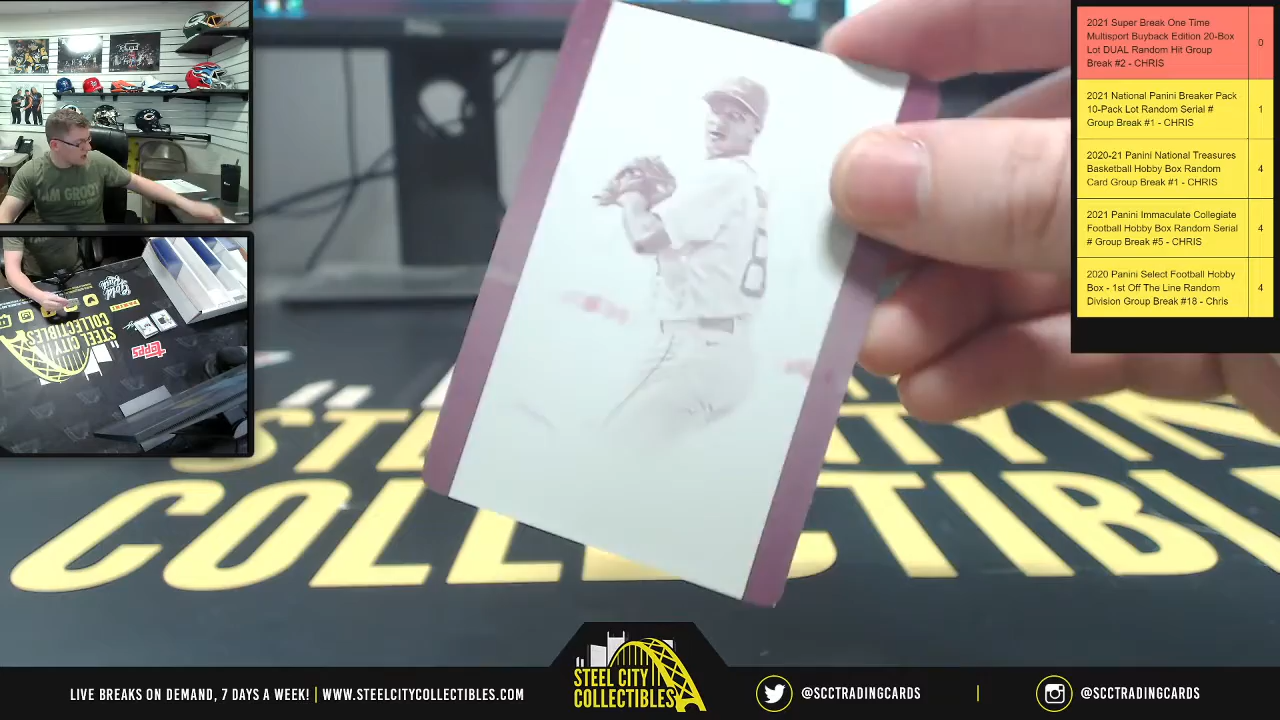 2021 Super Break One Time
Multisport Buyback Edition 20-Box
Lot DUAL Random Hit Group
Break #2 - CHRIS
0
2021 National Panini Breaker Pack
10-Pack Lot Random Serial #
Group Break #1 - CHRIS
1
2020-21 Panini National Treasures
Basketball Hobby Box Random
Card Group Break #1 - CHRIS
4
2021 Panini Immaculate Collegiate
Football Hobby Box Random Serial
# Group Break #5 - CHRIS
4
2020 Panini Select Football Hobby
Box - 1st Off The Line Random
Division Group Break #18 - Chris
4
I AM GROOT
STEEL CITY
COLLECTIBLES
topps
8
LIVE BREAKS ON DEMAND, 7 DAYS A WEEK! | WWW.STEELCITYCOLLECTIBLES.COM
STEEL CITY
COLLECTIBLES
@SCCTRADINGCARDS
@SCCTRADINGCARDS